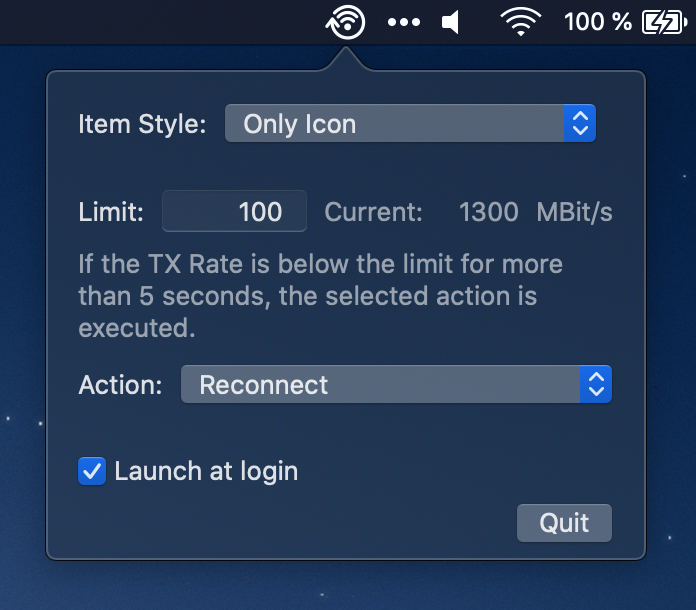 100 %
Item Style: Only Icon
Limit: 100 Current: 1300 MBit/s
If the TX Rate is below the limit for more
than 5 seconds, the selected action is
executed.
Action: Reconnect
Launch at login
Quit